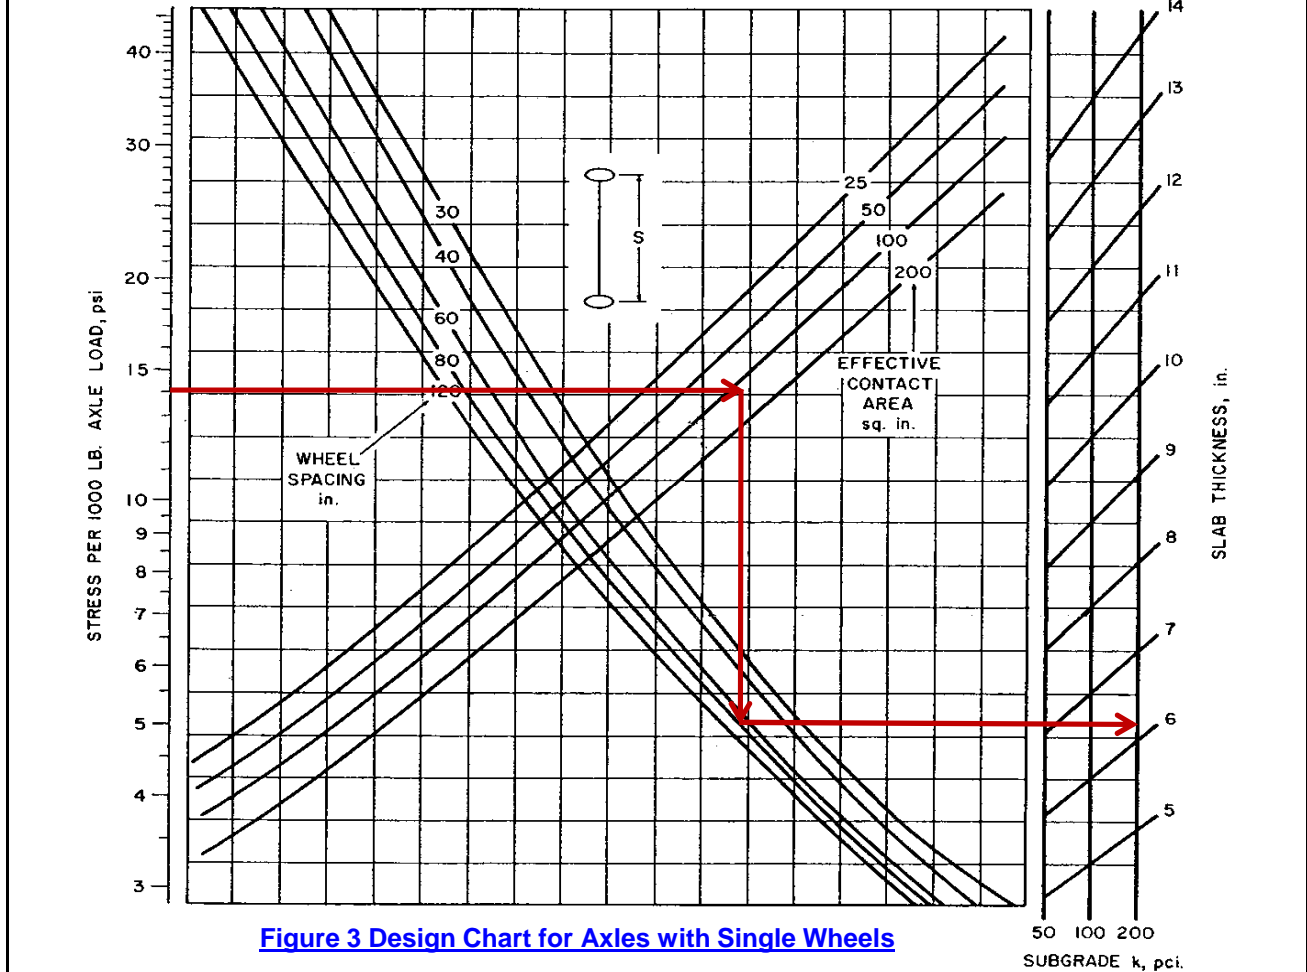 STRESS PER 1000 LB. AXLE LOAD, psi
40
30
20
15
10
9
8
7
6
5
4
3
30
40
60
80
120
WHEEL
SPACING
in.
S
25
50
100
200
EFFECTIVE
CONTACT
AREA
sq. in.
14
13
12
11
10
9
8
7
6
5
SLAB THICKNESS, in.
50 100 200
SUBGRADE k, pci.
Figure 3 Design Chart for Axles with Single Wheels